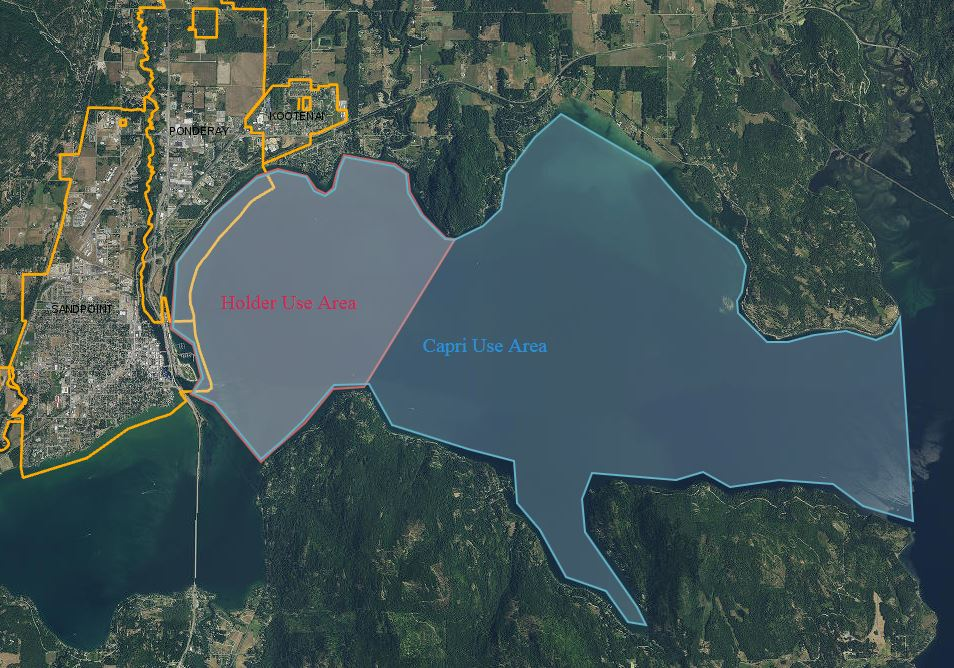 KOOTENAI
PONDERAY
Holder Use Area
SANDPOINT
Capri Use Area